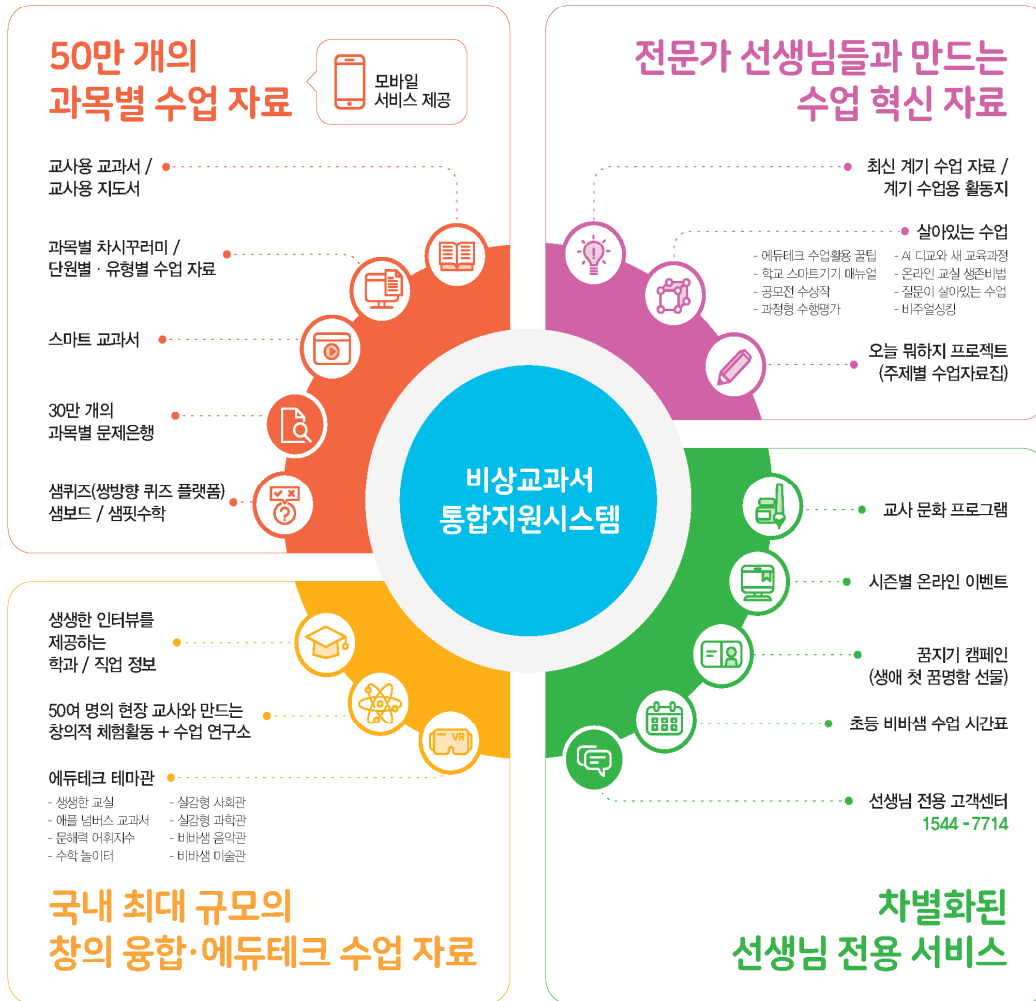 50만 개의
과목별 수업 자료
모바일
서비스 제공
교사용 교과서 /
교사용 지도서
과목별 차시꾸러미 /
단원별 · 유형별 수업 자료
스마트 교과서
30만 개의
과목별 문제은행
샘퀴즈(쌍방향 퀴즈 플랫폼)
샘보드 / 샘핏수학
전문가 선생님들과 만드는
수업 혁신 자료
최신 계기 수업 자료 /
계기 수업용 활동지
살아있는 수업
- 에듀테크 수업활용 꿀팁
- 학교 스마트기기 매뉴얼
- 공모전 수상작
- 과정형 수행평가
- AI 디교와 새 교육과정
- 온라인 교실 생존비법
- 질문이 살아있는 수업
- 비주얼싱킹
오늘 뭐하지 프로젝트
(주제별 수업자료집)
비상교과서
통합지원시스템
생생한 인터뷰를
제공하는
학과 / 직업 정보
50여 명의 현장 교사와 만드는
창의적 체험활동 + 수업 연구소
VR
에듀테크 테마관
- 생생한 교실
- 애플 넘버스 교과서
- 문해력 어휘지수
- 수학 놀이터
- 실감형 사회관
- 실감형 과학관
- 비바샘 음악관
- 비바샘 미술관
국내 최대 규모의
창의 융합·에듀테크 수업 자료
교사 문화 프로그램
시즌별 온라인 이벤트
꿈지기 캠페인
(생애 첫 꿈명함 선물)
초등 비바샘 수업 시간표
선생님 전용 고객센터
1544 - 7714
차별화된
선생님 전용 서비스